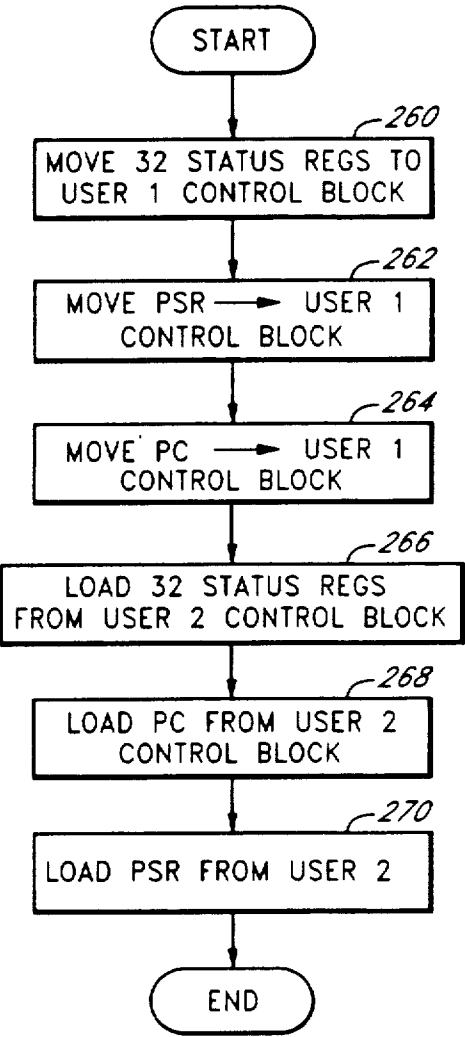 START
260
MOVE 32 STATUS REGS TO
USER 1 CONTROL BLOCK
262
MOVE PSR → USER 1
CONTROL BLOCK
264
MOVE PC → USER 1
CONTROL BLOCK
266
LOAD 32 STATUS REGS
FROM USER 2 CONTROL BLOCK
268
LOAD PC FROM USER 2
CONTROL BLOCK
270
LOAD PSR FROM USER 2
END